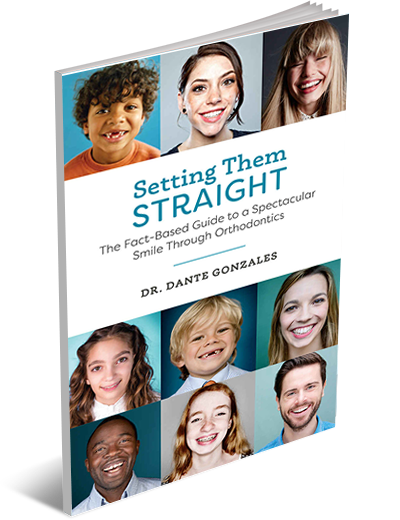 Setting Them
STRAIGHT
The Fact-Based Guide to a Spectacular
Smile Through Orthodontics
DR. DANTE GONZALES